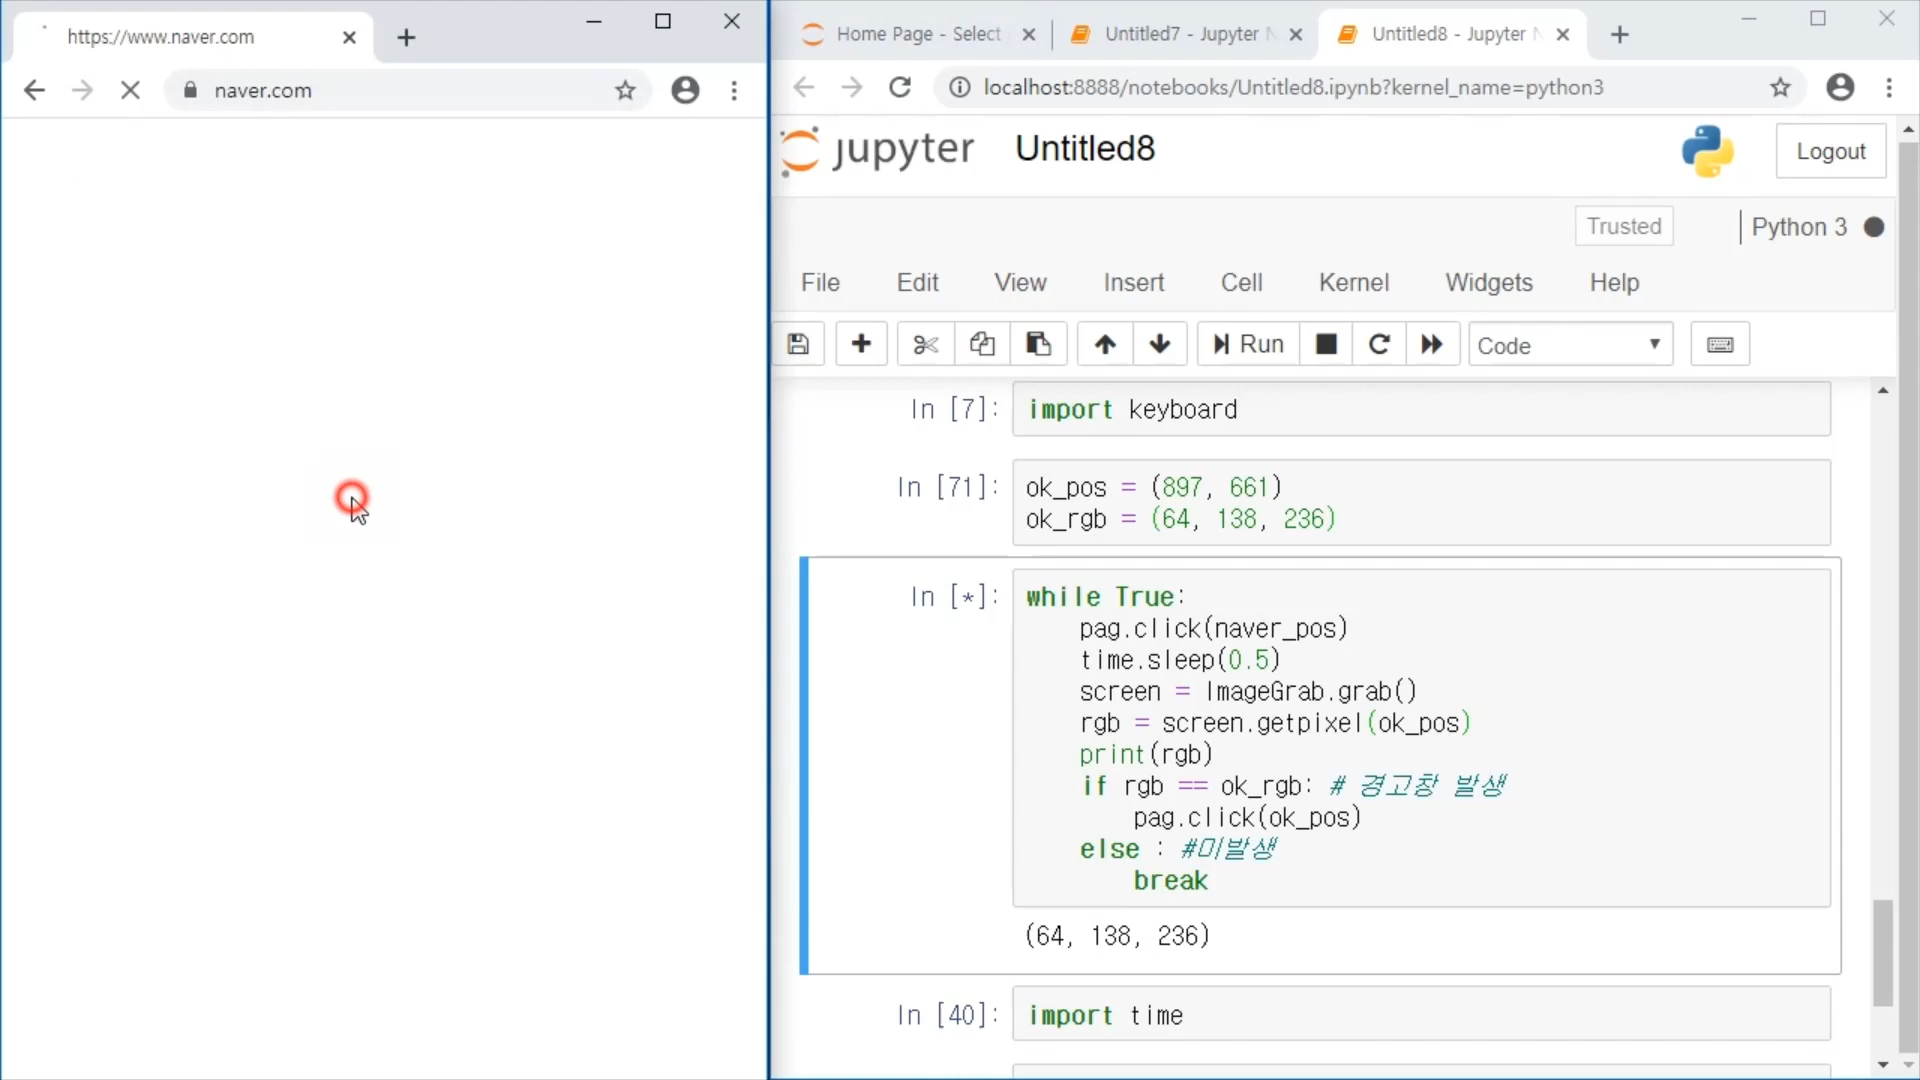 https://www.naver.com
naver.com
Home Page - Select
Untitled7 - Jupyter N
Untitled8 - Jupyter N
localhost:8888/notebooks/Untitled8.ipynb?kernel_name=python3
jupyter
Untitled8
Logout
Trusted
Python 3
File Edit View Insert Cell Kernel Widgets Help
Run
Code
In [7]: import keyboard
In [71]: ok_pos = (897, 661)
ok_rgb = (64, 138, 236)
In [*]: while True:
pag.click(naver_pos)
time.sleep(0.5)
screen = ImageGrab.grab()
rgb = screen.getpixel(ok_pos)
print(rgb)
if rgb == ok_rgb: # 경고창 발생
pag.click(ok_pos)
else : #미발생
break
(64, 138, 236)
In [40]: import time